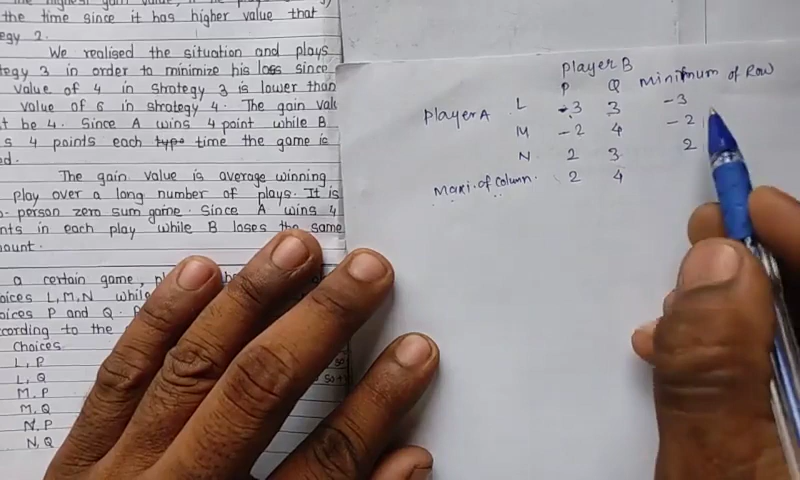 the time since it has higher value that
egy 2.
We realised the situation and plays
tegy 3 in order to minimize his loss since
value of 4 in strategy 3 is lower than
value of 6 in strategy 4. The gain val
t be 4. Since A wins 4 point while B
s 4 points each time the game is
ed.
The gain value is average winning
play over a long number of plays. It is
person zero sum game. Since A wins 4
nts in each play while B loses the same
mount.
a certain game,
oices L, M, N while
oices P and Q.
cording to the
Choices
L, P
L, Q
M, P
M, Q
N, P
N, Q
Player B
P Q Minimum of Row
Player A L -3 3 -3
M -2 4 -2
N 2 3 2
Maxi. of column. 2 4